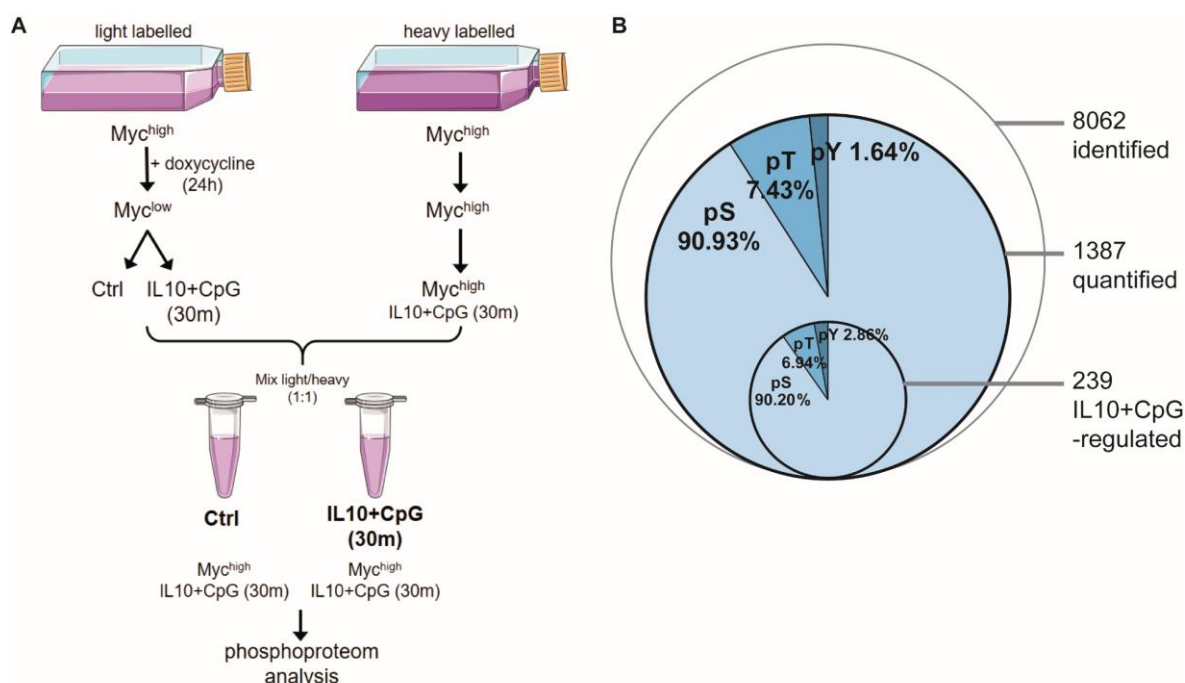 A
light labelled
heavy labelled
Myc^high
Myc^high
+ doxycycline
(24h)
Myc^low
Myc^high
Ctrl IL10+CpG
(30m)
Myc^high
IL10+CpG (30m)
Mix light/heavy
(1:1)
Ctrl
IL10+CpG
(30m)
Myc^high
IL10+CpG (30m)
Myc^high
IL10+CpG (30m)
phosphoproteom
analysis
B
pS
90.93%
pT
7.43%
pY 1.64%
8062
identified
1387
quantified
pS
90.20%
pT
6.94%
pY 2.86%
239
IL10+CpG
-regulated